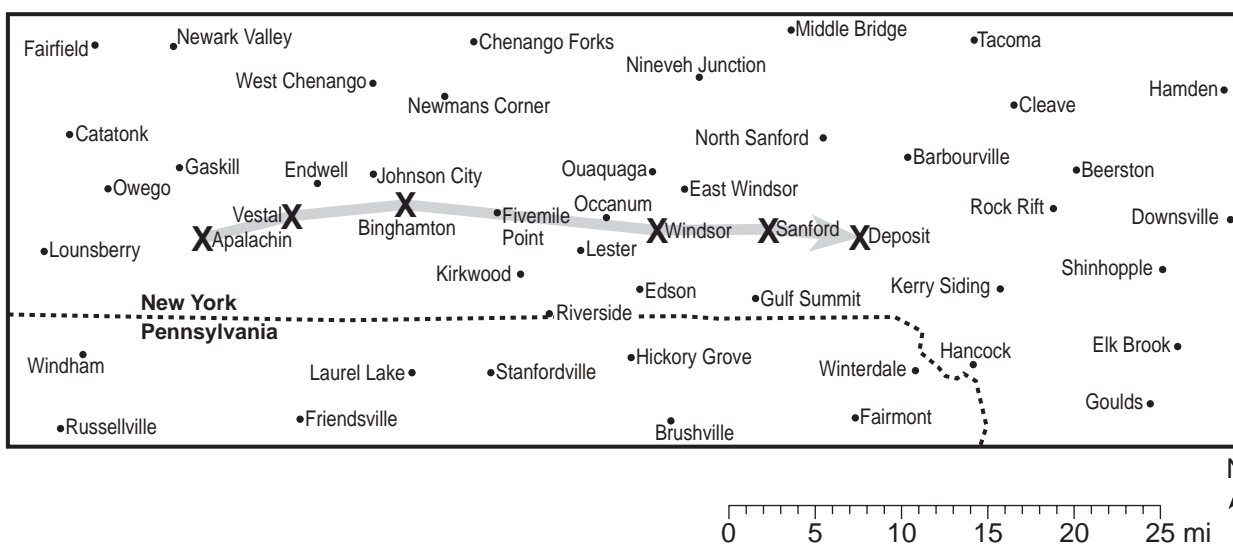 Middle Bridge
Newark Valley
Tacoma
Fairfield
Chenango Forks
Nineveh Junction
West Chenango
Hamden
Newmans Corner
Cleave
Catatonk
North Sanford
Barbourville
Gaskill
Endwell
Johnson City
Ouaquaga
Beerston
Owego
East Windsor
Occanum
Rock Rift
Vestal
X
X
Fivemile
Point
Downsville
X
Apalachin
Binghamton
X
Windsor
X
Sanford
X
Deposit
Lounsberry
Lester
Kirkwood
Shinhopple
Edson
Gulf Summit
Kerry Siding
New York
Pennsylvania
Riverside
Windham
Hickory Grove
Hancock
Elk Brook
Laurel Lake
Stanfordville
Winterdale
Goulds
Russellville
Friendsville
Brushville
Fairmont
0 5 10 15 20 25 mi